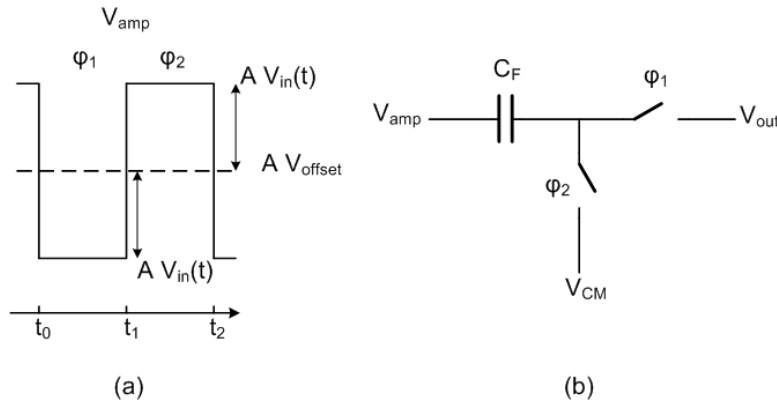 V_amp
φ₁ φ₂
A V_in(t)
A V_offset
A V_in(t)
t₀ t₁ t₂
(a)
C_F
φ₁
V_amp
V_out
φ₂
V_CM
(b)